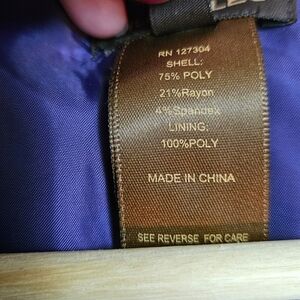 RN 127304
SHELL:
75% POLY
21%Rayon
4%Spandex
LINING:
100%POLY
MADE IN CHINA
SEE REVERSE FOR CARE